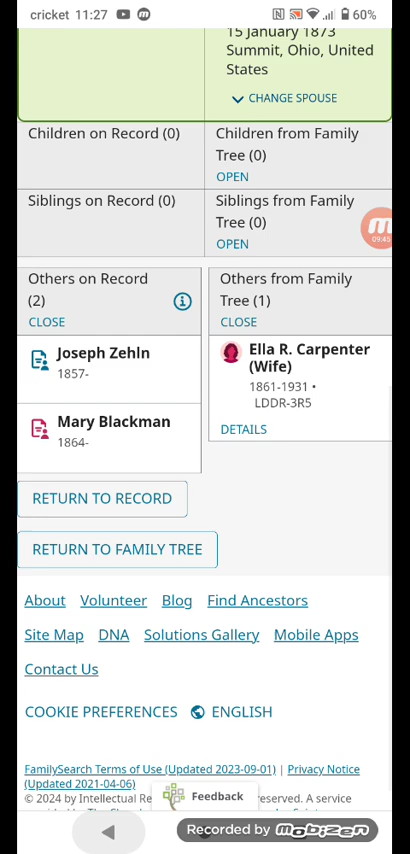 cricket 11:27
60%
15 January 1873
Summit, Ohio, United
States
CHANGE SPOUSE
Children on Record (0)
Children from Family
Tree (0)
OPEN
Siblings on Record (0)
Siblings from Family
Tree (0)
OPEN
09:45
Others on Record
(2)
CLOSE
Others from Family
Tree (1)
CLOSE
Joseph Zehln
1857-
Mary Blackman
1864-
Ella R. Carpenter
(Wife)
1861-1931 •
LDDR-3R5
DETAILS
RETURN TO RECORD
RETURN TO FAMILY TREE
About Volunteer Blog Find Ancestors
Site Map DNA Solutions Gallery Mobile Apps
Contact Us
COOKIE PREFERENCES ENGLISH
FamilySearch Terms of Use (Updated 2023-09-01) | Privacy Notice
(Updated 2021-04-06)
Feedback
© 2024 by Intellectual Re eserved. A service
Recorded by mobizen